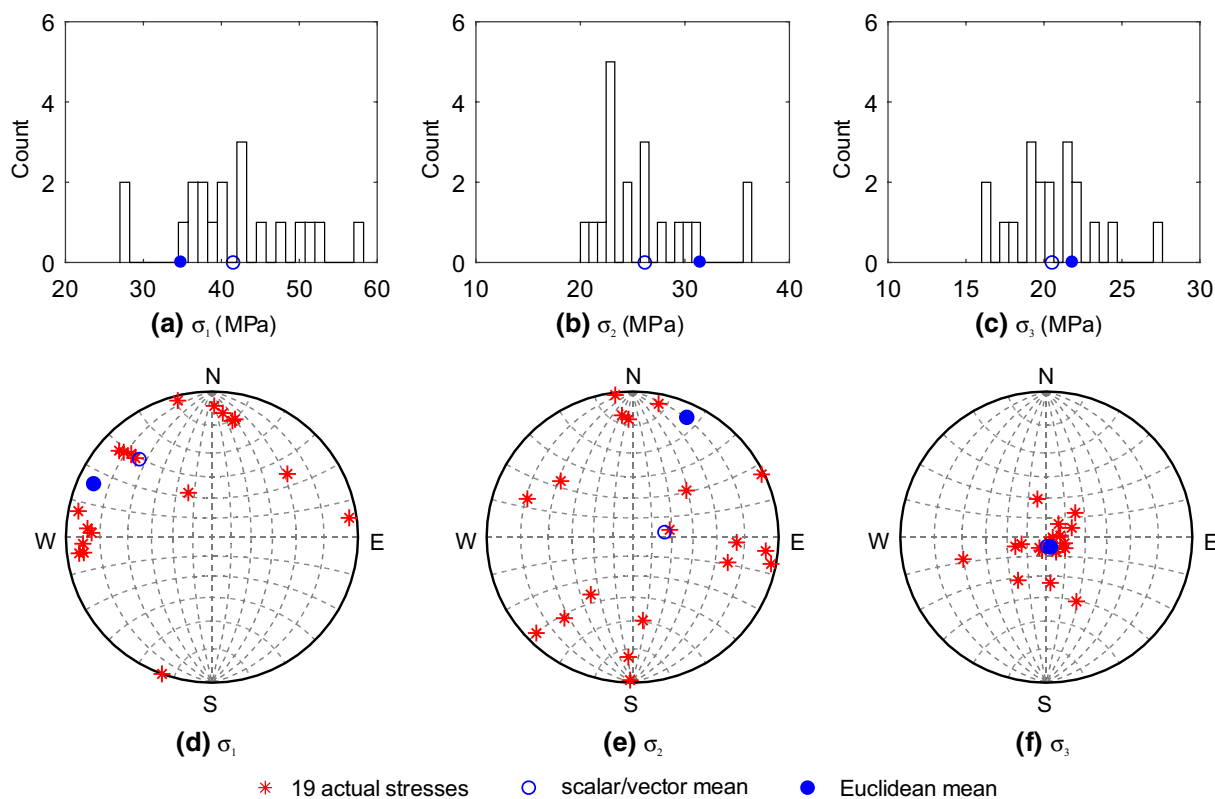 6 6 6
4 4 4
Count Count Count
2 2 2
0 0 0
20 30 40 50 60 10 20 30 40 10 15 20 25 30
(a) σ₁ (MPa) (b) σ₂ (MPa) (c) σ₃ (MPa)
N N N
W E W E W E
S S S
(d) σ₁ (e) σ₂ (f) σ₃
19 actual stresses scalar/vector mean Euclidean mean